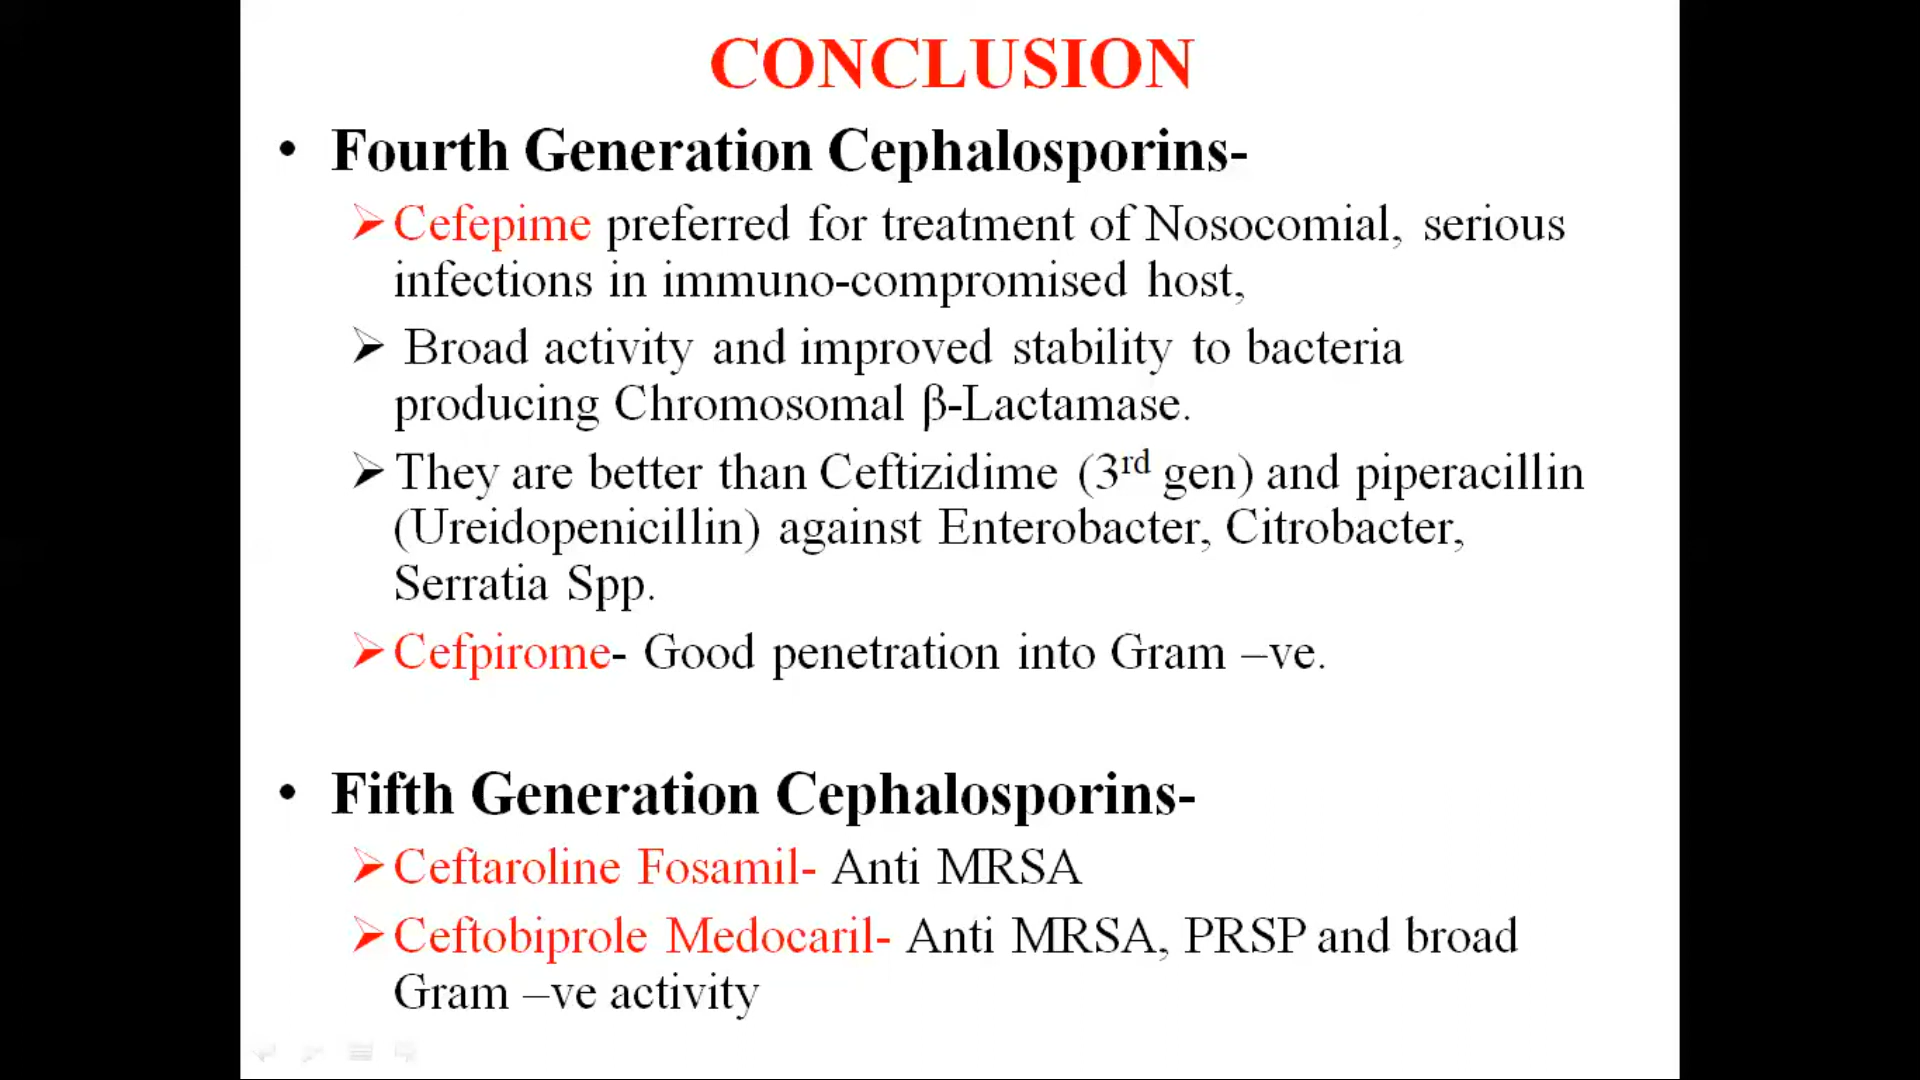 CONCLUSION
• Fourth Generation Cephalosporins-
➢Cefepime preferred for treatment of Nosocomial, serious
infections in immuno-compromised host,
➢ Broad activity and improved stability to bacteria
producing Chromosomal β-Lactamase.
➢They are better than Ceftizidime (3rd gen) and piperacillin
(Ureidopenicillin) against Enterobacter, Citrobacter,
Serratia Spp.
➢Cefpirome- Good penetration into Gram –ve.
• Fifth Generation Cephalosporins-
➢Ceftaroline Fosamil- Anti MRSA
➢Ceftobiprole Medocaril- Anti MRSA, PRSP and broad
Gram –ve activity